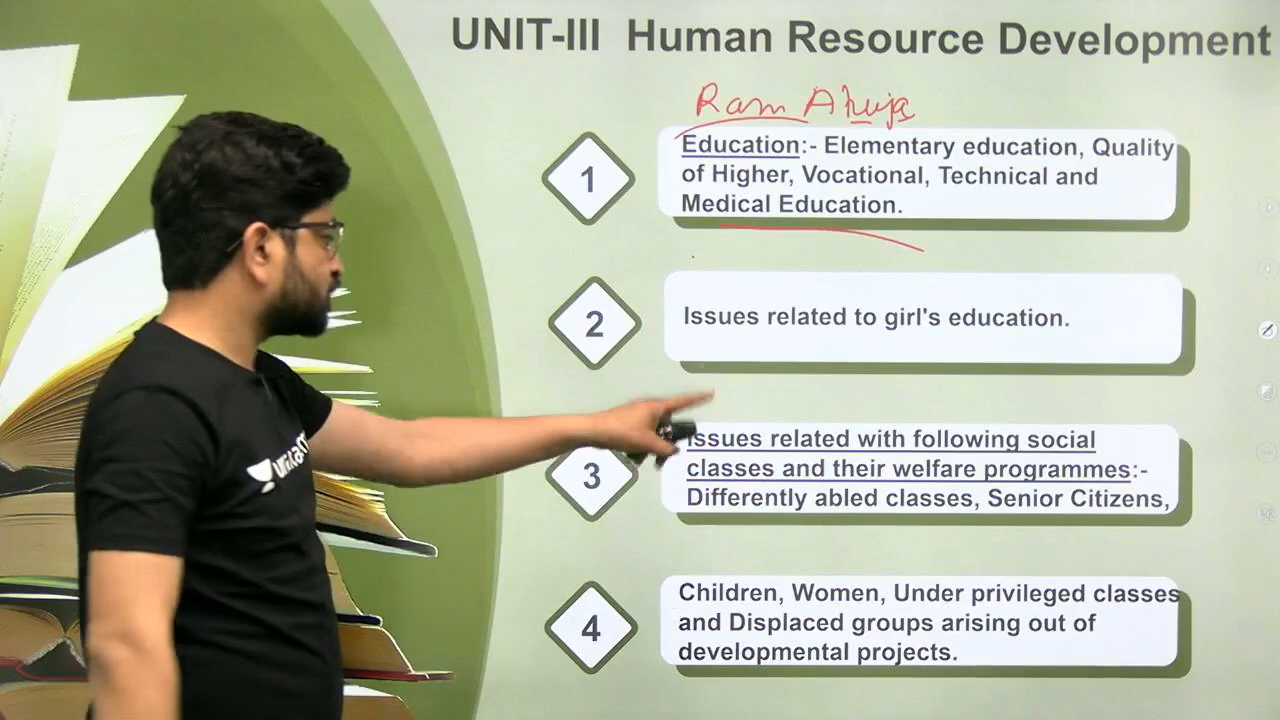 UNIT-III Human Resource Development
Ram Ahuja
1
Education:- Elementary education, Quality
of Higher, Vocational, Technical and
Medical Education.
2
Issues related to girl's education.
3
Issues related with following social
classes and their welfare programmes:-
Differently abled classes, Senior Citizens,
4
Children, Women, Under privileged classes
and Displaced groups arising out of
developmental projects.